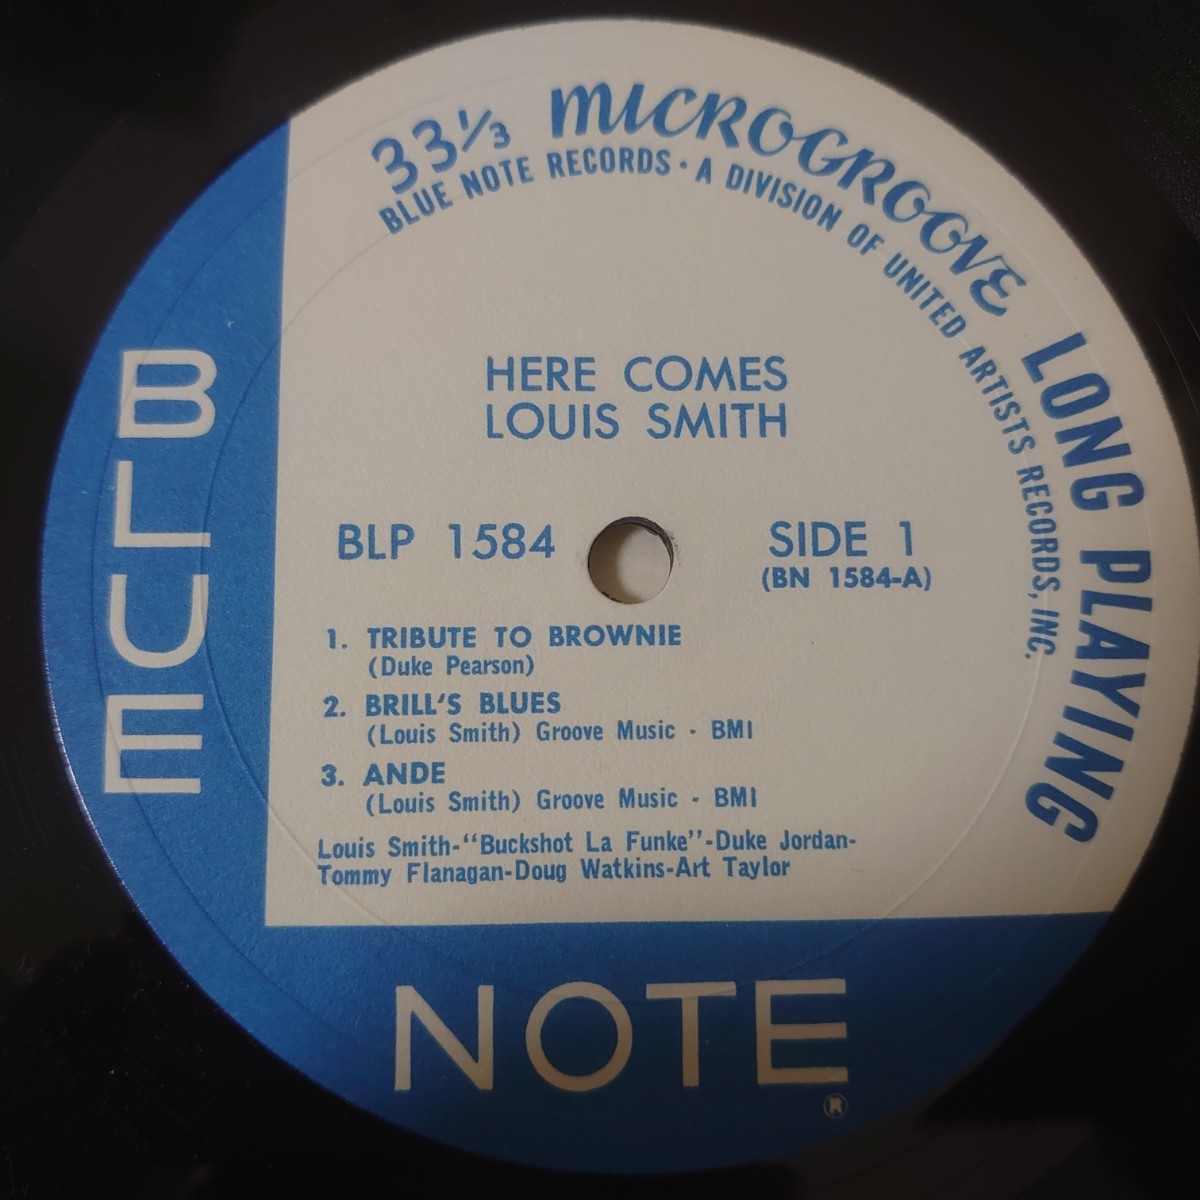 33⅓ MICROGROOVE LONG PLAYING
BLUE NOTE RECORDS · A DIVISION OF UNITED ARTISTS RECORDS, INC.
HERE COMES
LOUIS SMITH
BLP 1584
SIDE 1
(BN 1584-A)
1. TRIBUTE TO BROWNIE
(Duke Pearson)
2. BRILL'S BLUES
(Louis Smith) Groove Music - BMI
3. ANDE
(Louis Smith) Groove Music - BMI
Louis Smith-"Buckshot La Funke"-Duke Jordan-
Tommy Flanagan-Doug Watkins-Art Taylor
BLUE
NOTE
®